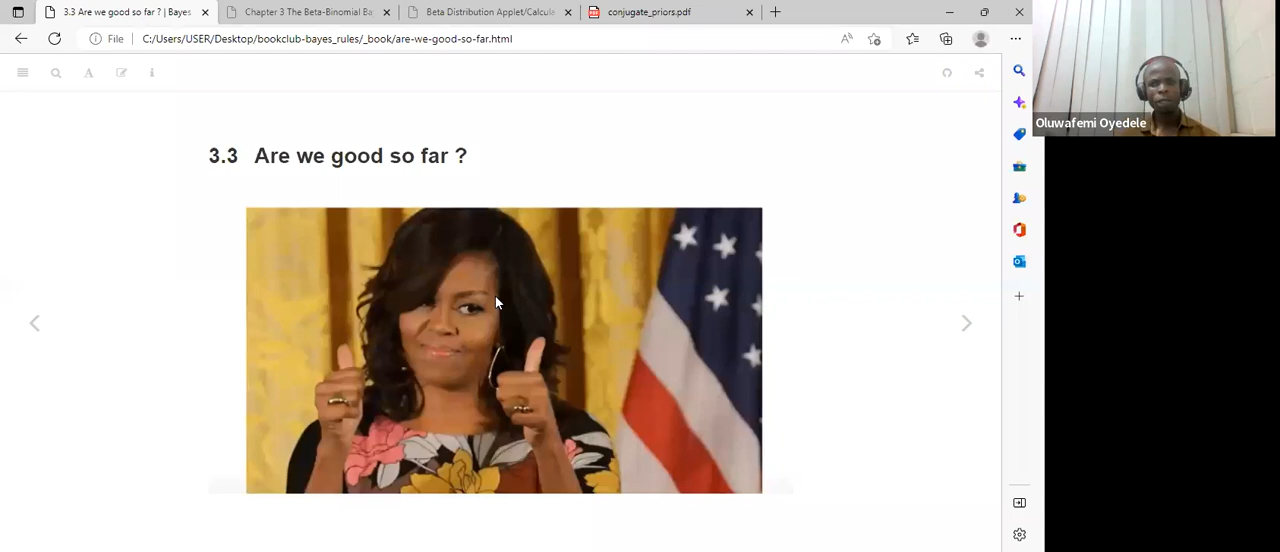 3.3 Are we good so far ? | Bayes
Chapter 3 The Beta-Binomial Ba
Beta Distribution Applet/Calcula
conjugate_priors.pdf
File
C:/Users/USER/Desktop/bookclub-bayes_rules/_book/are-we-good-so-far.html
A
i
3.3 Are we good so far ?
Oluwafemi Oyedele